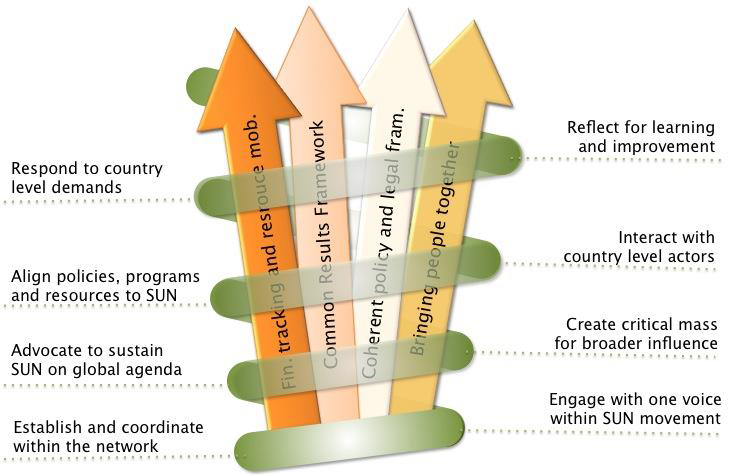 Respond to country
level demands
Align policies, programs
and resources to SUN
Advocate to sustain
SUN on global agenda
Establish and coordinate
within the network
Fin. tracking and resrouce mob.
Common Results Framework
Coherent policy and legal fram.
Bringing people together
Reflect for learning
and improvement
Interact with
country level actors
Create critical mass
for broader influence
Engage with one voice
within SUN movement